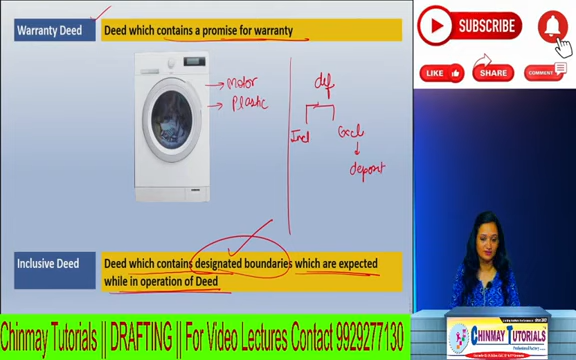 Warranty Deed
Deed which contains a promise for warranty
SUBSCRIBE
LIKE
SHARE
COMMENT
Motor
Plastic
def
Incl
Excl
deposit
Inclusive Deed
Deed which contains designated boundaries which are expected
while in operation of Deed
CHINMAY TUTORIALS
Chinmay Tutorials || DRAFTING || For Video Lectures Contact 9929277130